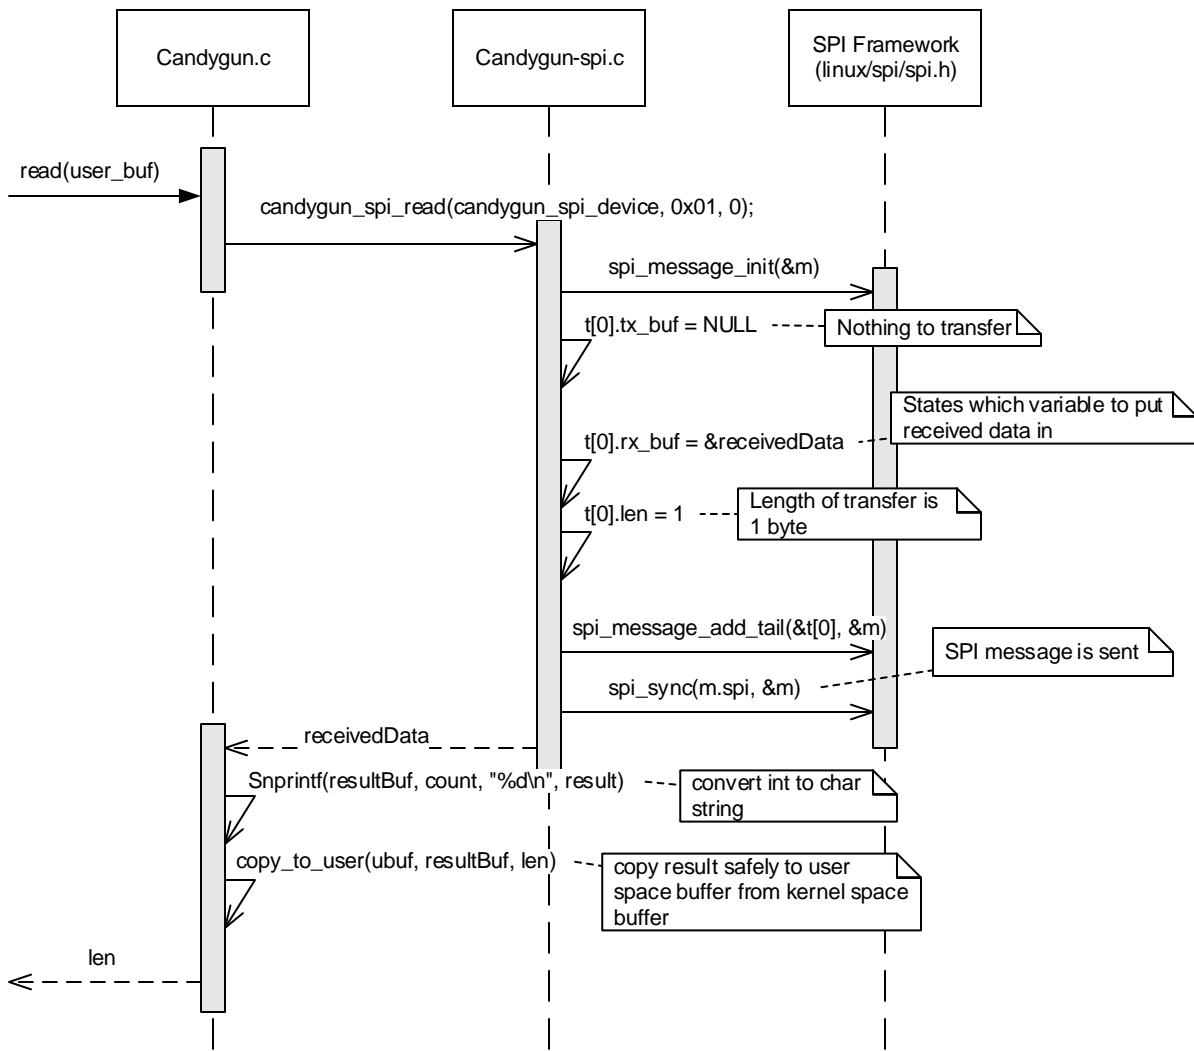 Candygun.c
Candygun-spi.c
SPI Framework
(linux/spi/spi.h)
read(user_buf)
candygun_spi_read(candygun_spi_device, 0x01, 0);
spi_message_init(&m)
t[0].tx_buf = NULL
Nothing to transfer
States which variable to put
received data in
t[0].rx_buf = &receivedData
Length of transfer is
1 byte
t[0].len = 1
spi_message_add_tail(&t[0], &m)
SPI message is sent
spi_sync(m.spi, &m)
receivedData
Snprintf(resultBuf, count, "%d\n", result)
convert int to char
string
copy_to_user(ubuf, resultBuf, len)
copy result safely to user
space buffer from kernel space
buffer
len